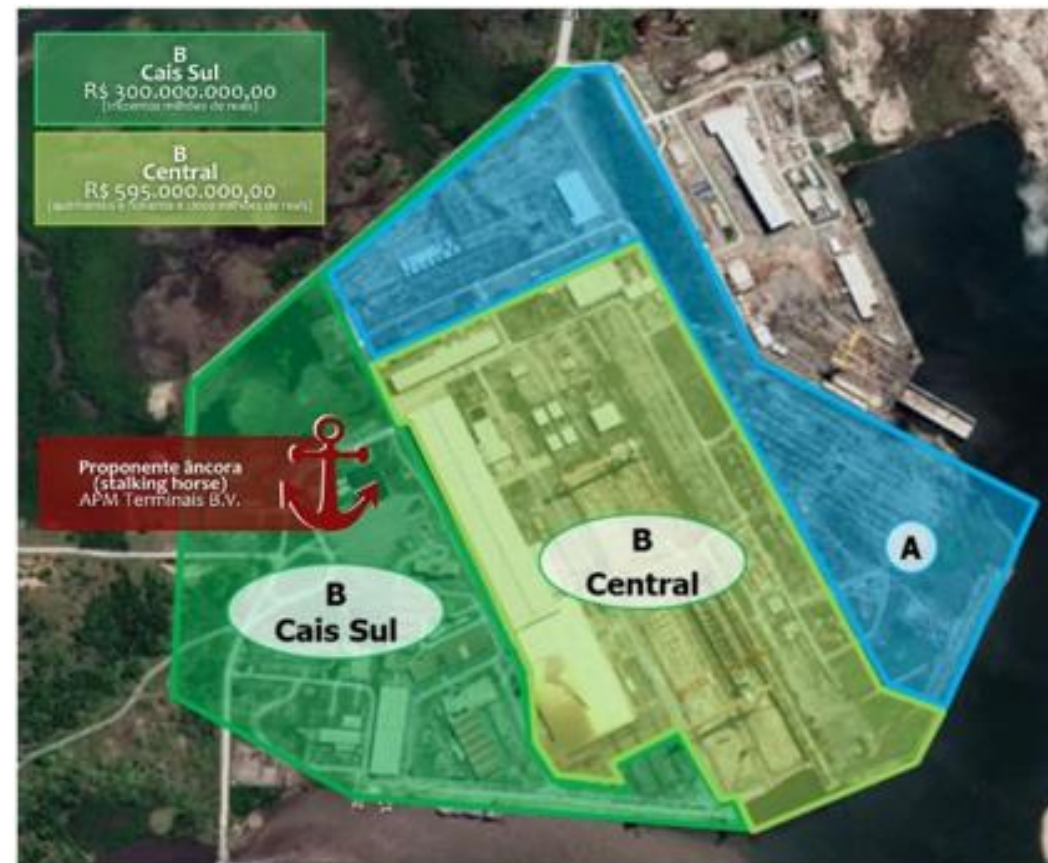 B
Cais Sul
R$ 300.000.000,00
(trezentos milhões de reais)
B
Central
R$ 595.000.000,00
(quinhentos e noventa e cinco milhões de reais)
Proponente âncora
(stalking horse)
APM Terminais B.V.
B
Central
A
B
Cais Sul